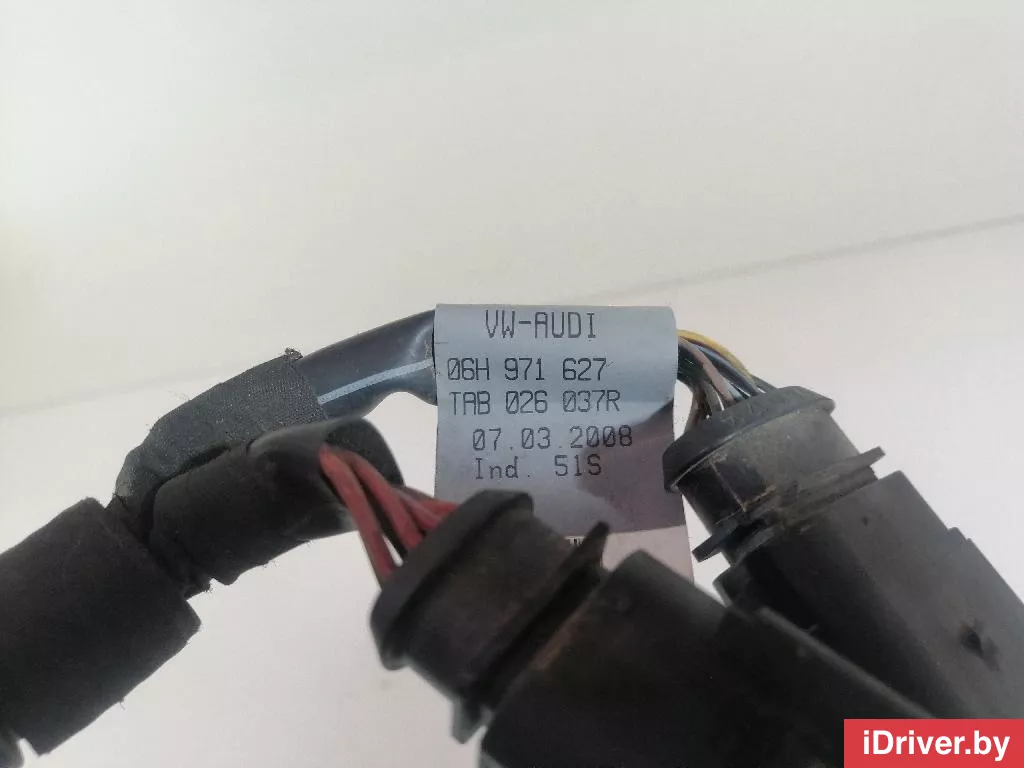 VW-AUDI
06H 971 627
TAB 026 037R
07.03.2008
Ind. 51S
iDriver.by